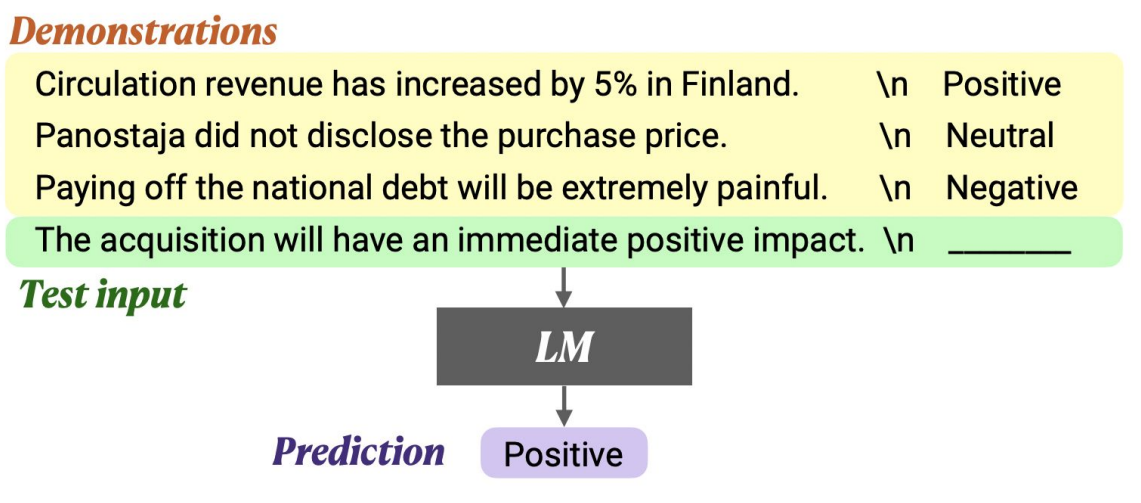 Demonstrations
Circulation revenue has increased by 5% in Finland. \n Positive
Panostaja did not disclose the purchase price. \n Neutral
Paying off the national debt will be extremely painful. \n Negative
The acquisition will have an immediate positive impact. \n ________
Test input
LM
Prediction Positive